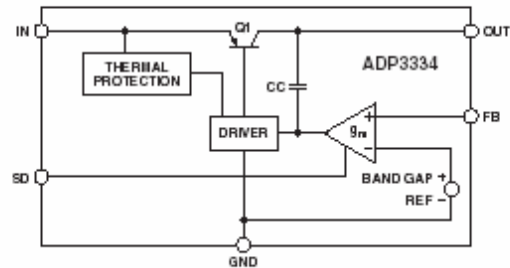 IN
Q1
OUT
THERMAL
PROTECTION
CC
ADP3334
DRIVER
gm
+
−
FB
SD
BAND GAP +
REF −
GND